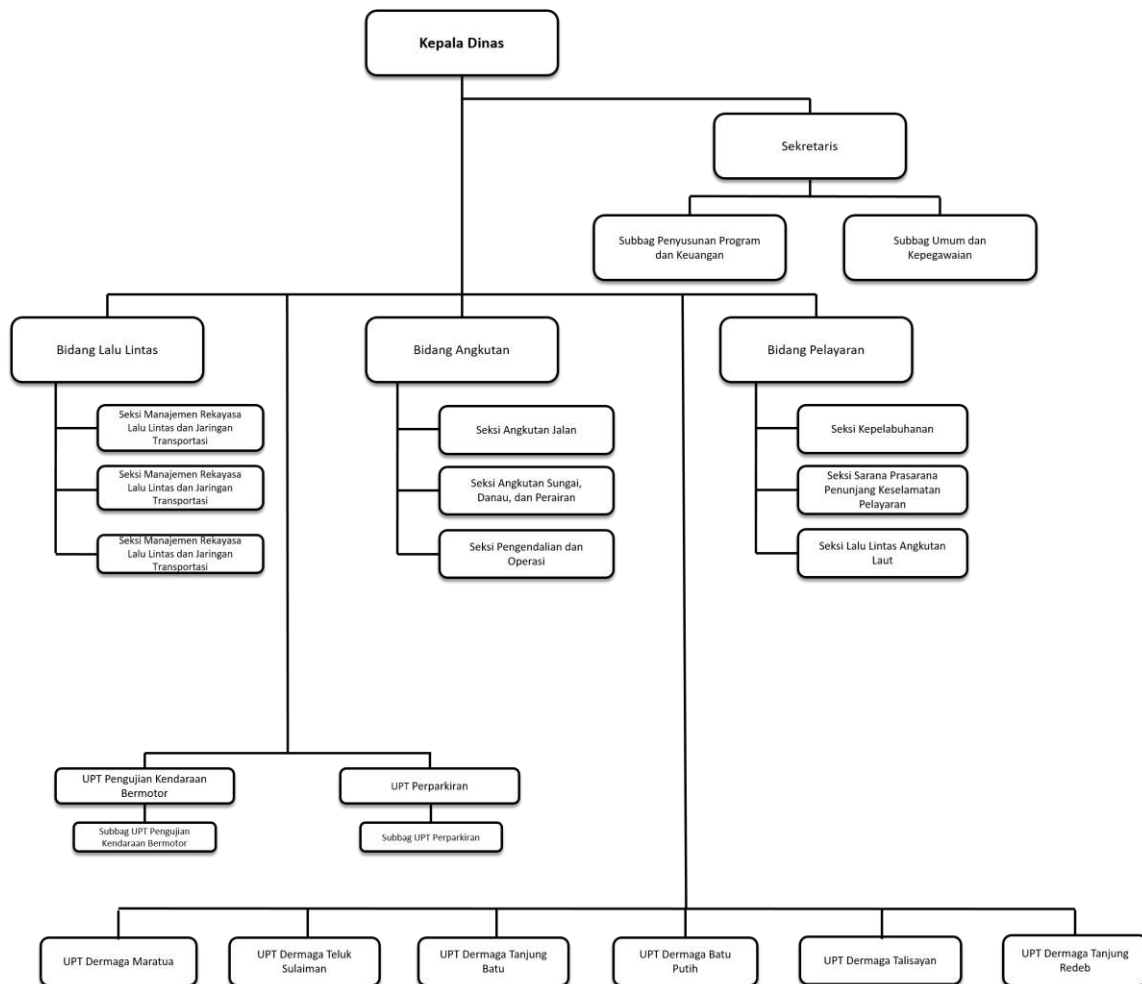 Kepala Dinas
Sekretaris
Subbag Penyusunan Program
dan Keuangan
Subbag Umum dan
Kepegawaian
Bidang Lalu Lintas
Bidang Angkutan
Bidang Pelayaran
Seksi Manajemen Rekayasa
Lalu Lintas dan Jaringan
Transportasi
Seksi Manajemen Rekayasa
Lalu Lintas dan Jaringan
Transportasi
Seksi Manajemen Rekayasa
Lalu Lintas dan Jaringan
Transportasi
Seksi Angkutan Jalan
Seksi Angkutan Sungai,
Danau, dan Perairan
Seksi Pengendalian dan
Operasi
Seksi Kepelabuhanan
Seksi Sarana Prasarana
Penunjang Keselamatan
Pelayaran
Seksi Lalu Lintas Angkutan
Laut
UPT Pengujian Kendaraan
Bermotor
Subbag UPT Pengujian
Kendaraan Bermotor
UPT Perparkiran
Subbag UPT Perparkiran
UPT Dermaga Maratua
UPT Dermaga Teluk
Sulaiman
UPT Dermaga Tanjung
Batu
UPT Dermaga Batu
Putih
UPT Dermaga Talisayan
UPT Dermaga Tanjung
Redeb